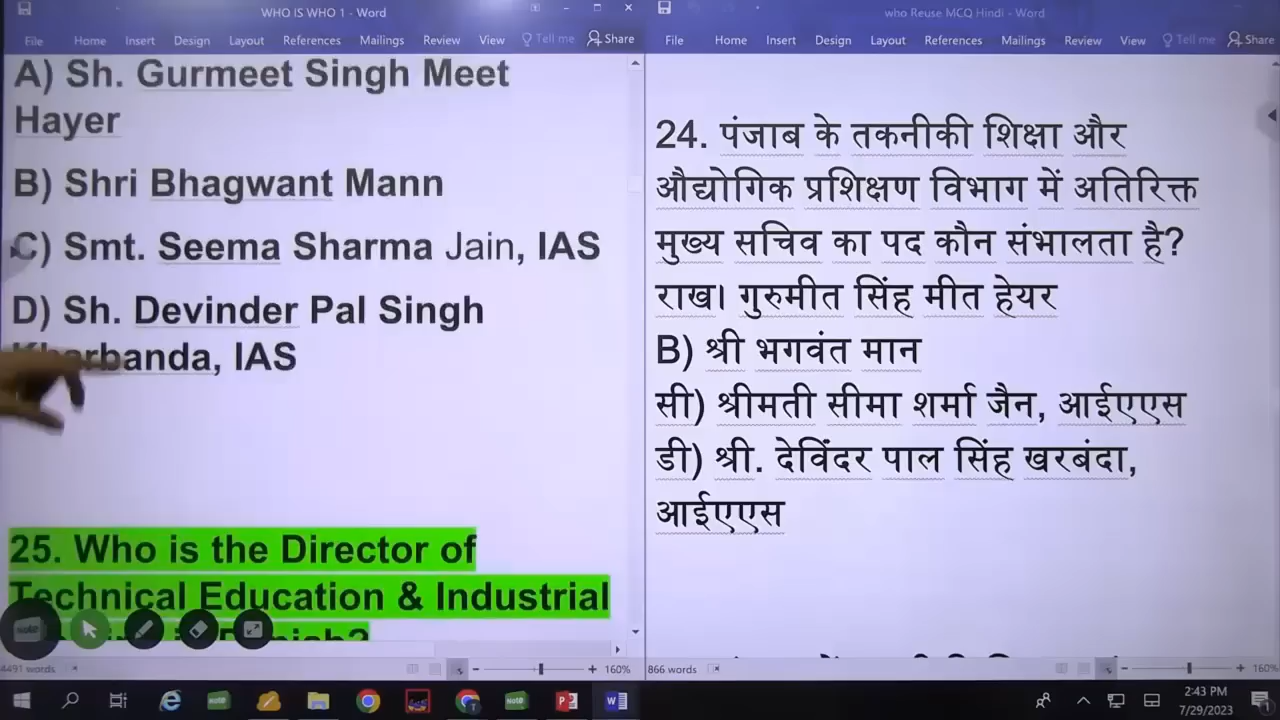 WHO IS WHO 1 - Word
File Home Insert Design Layout References Mailings Review View Tell me Share
A) Sh. Gurmeet Singh Meet
Hayer
B) Shri Bhagwant Mann
C) Smt. Seema Sharma Jain, IAS
D) Sh. Devinder Pal Singh
Kharbanda, IAS
25. Who is the Director of
Technical Education & Industrial
4491 words
160%
who Reuse MCQ Hindi - Word
File Home Insert Design Layout References Mailings Review View Tell me Share
24. पंजाब के तकनीकी शिक्षा और
औद्योगिक प्रशिक्षण विभाग में अतिरिक्त
मुख्य सचिव का पद कौन संभालता है?
राख। गुरुमीत सिंह मीत हेयर
B) श्री भगवंत मान
सी) श्रीमती सीमा शर्मा जैन, आईएएस
डी) श्री. देविंदर पाल सिंह खरबंदा,
आईएएस
866 words
160%
2:43 PM
7/29/2023